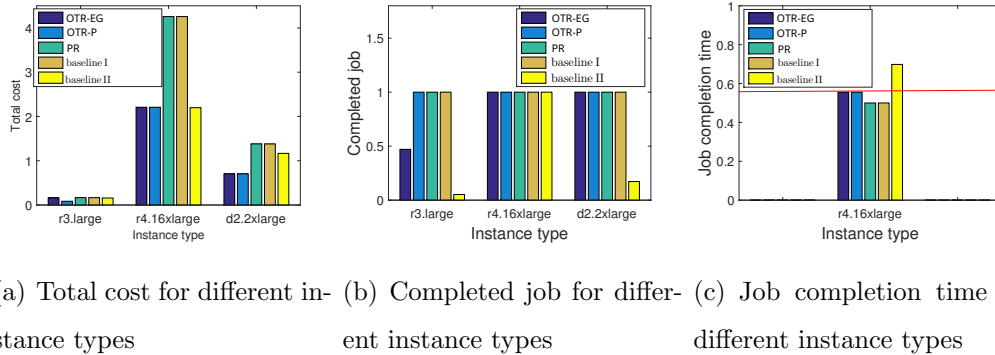 4
3
2
1
0
Total cost
OTR-EG
OTR-P
PR
baseline I
baseline II
r3.large r4.16xlarge d2.2xlarge
Instance type
1.5
1
0.5
0
Completed job
OTR-EG
OTR-P
PR
baseline I
baseline II
r3.large r4.16xlarge d2.2xlarge
Instance type
1
0.8
0.6
0.4
0.2
0
Job completion time
OTR-EG
OTR-P
PR
baseline I
baseline II
r4.16xlarge
Instance type
a) Total cost for different in-
stance types
(b) Completed job for differ-
ent instance types
(c) Job completion time
different instance types